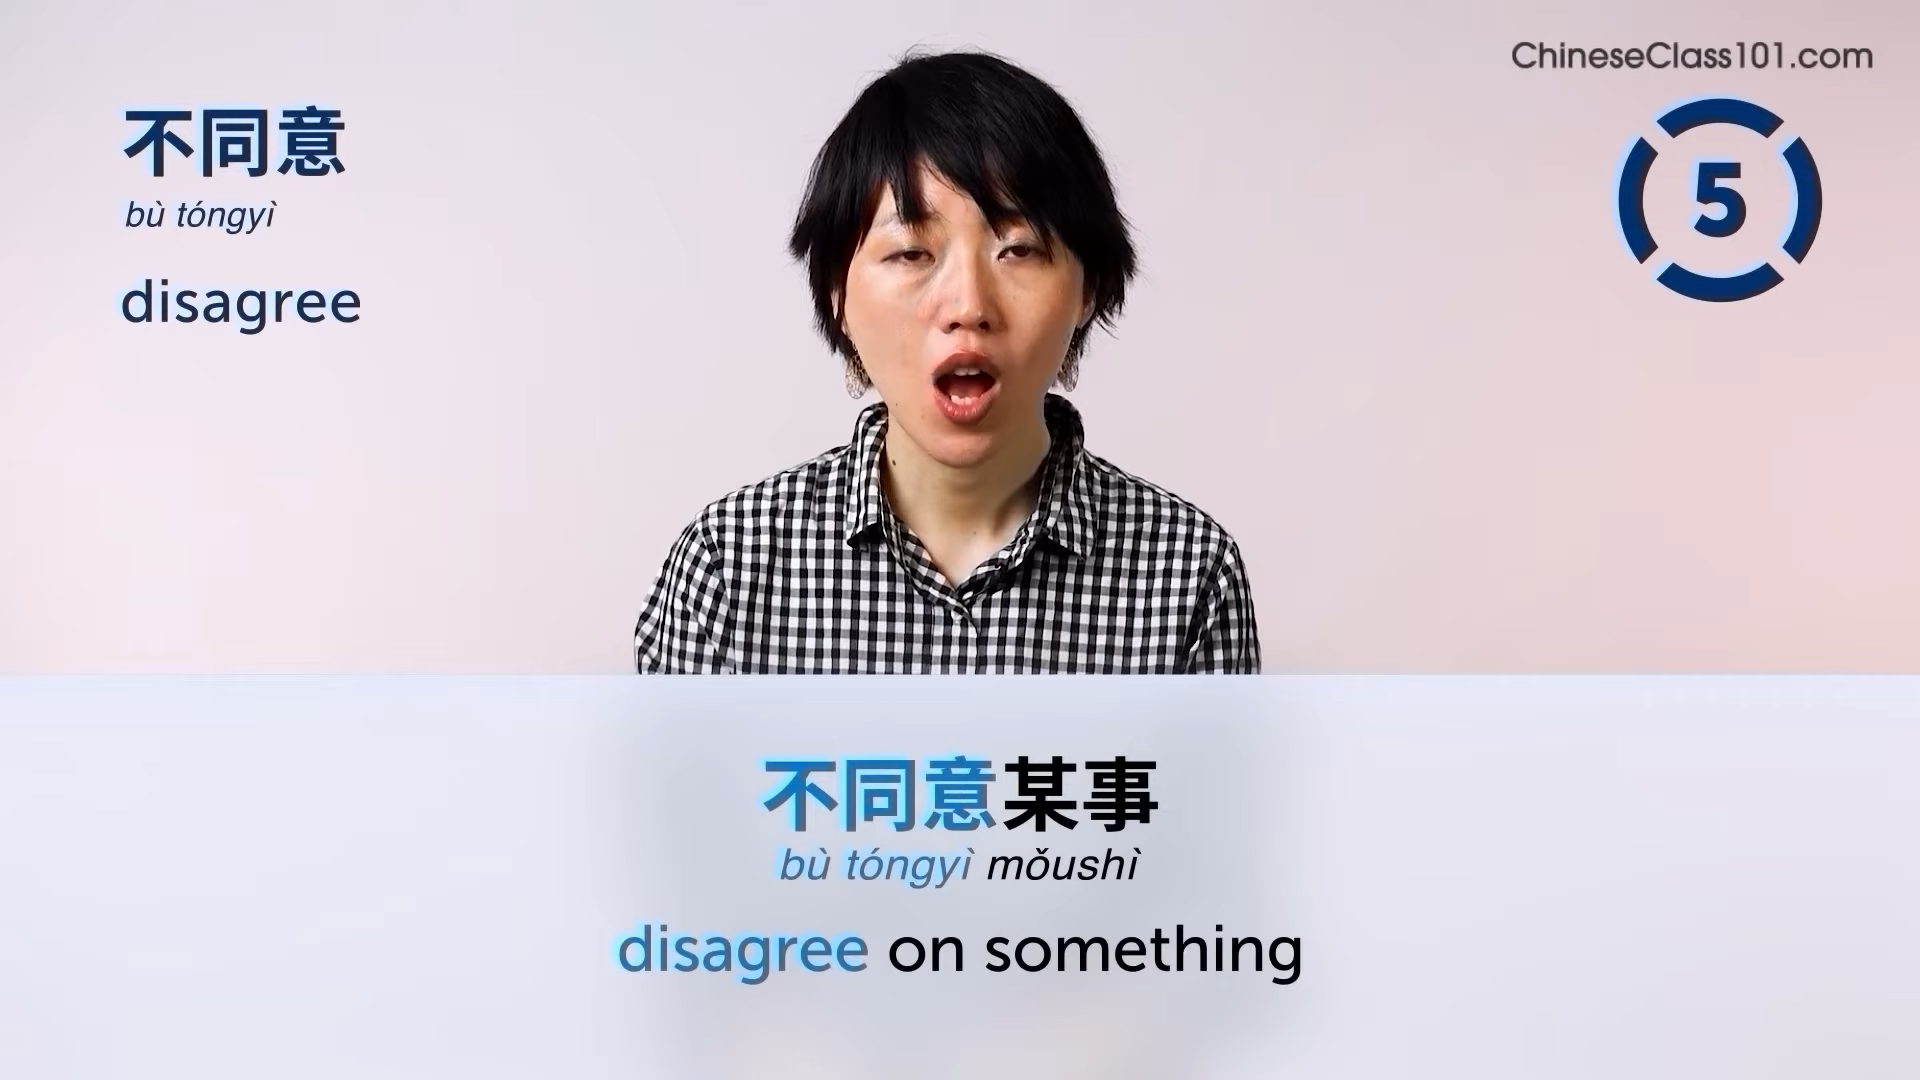 ChineseClass101.com
不同意
bù tóngyì
disagree
5
不同意某事
bù tóngyì mǒushì
disagree on something